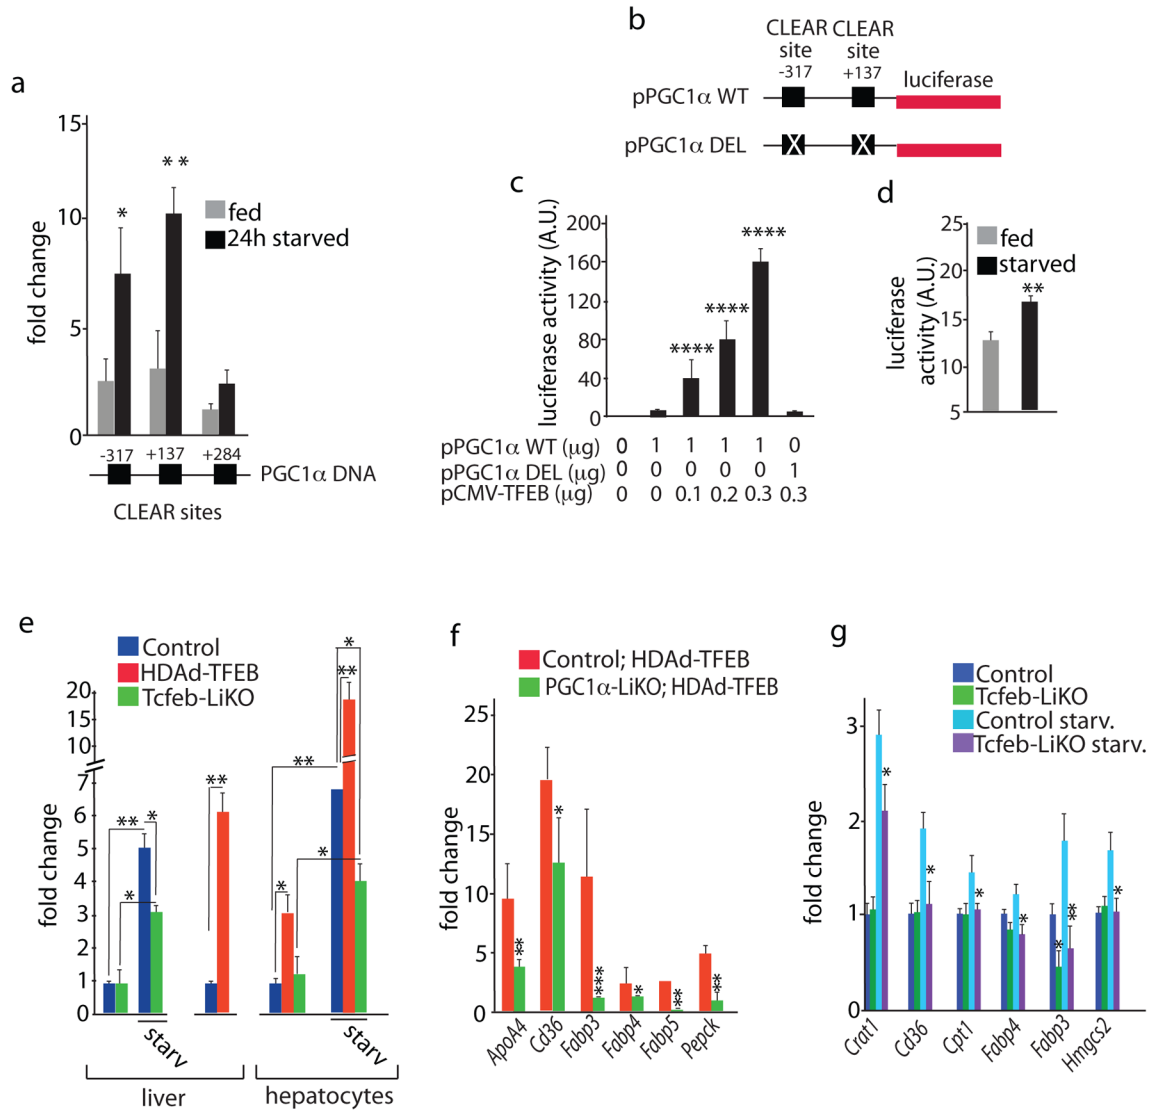 a
15
10
5
0
fold change
* **
fed
24h starved
-317 +137 +284
PGC1α DNA
CLEAR sites
b
CLEAR site -317
CLEAR site +137
luciferase
pPGC1α WT
pPGC1α DEL
X X
c
luciferase activity (A.U.)
200
160
120
80
40
0
**** **** ****
pPGC1α WT (μg) 0 1 1 1 1 0
pPGC1α DEL (μg) 0 0 0 0 0 1
pCMV-TFEB (μg) 0 0 0.1 0.2 0.3 0.3
d
luciferase
activity (A.U.)
25
20
15
10
5
fed
starved
**
e
Control
HDAd-TFEB
Tcfeb-LiKO
fold change
20
15
10
7
6
5
4
3
2
1
0
** * * ** ** * * ** *
starv starv
liver hepatocytes
f
Control; HDAd-TFEB
PGC1α-LiKO; HDAd-TFEB
fold change
25
20
15
10
5
0
** * *** * ** **
ApoA4 Cd36 Fabp3 Fabp4 Fabp5 Pepck
g
Control
Tcfeb-LiKO
Control starv.
Tcfeb-LiKO starv.
fold change
3
2
1
0
* * * * * ** *
Crat1 Cd36 Cpt1 Fabp4 Fabp3 Hmgcs2